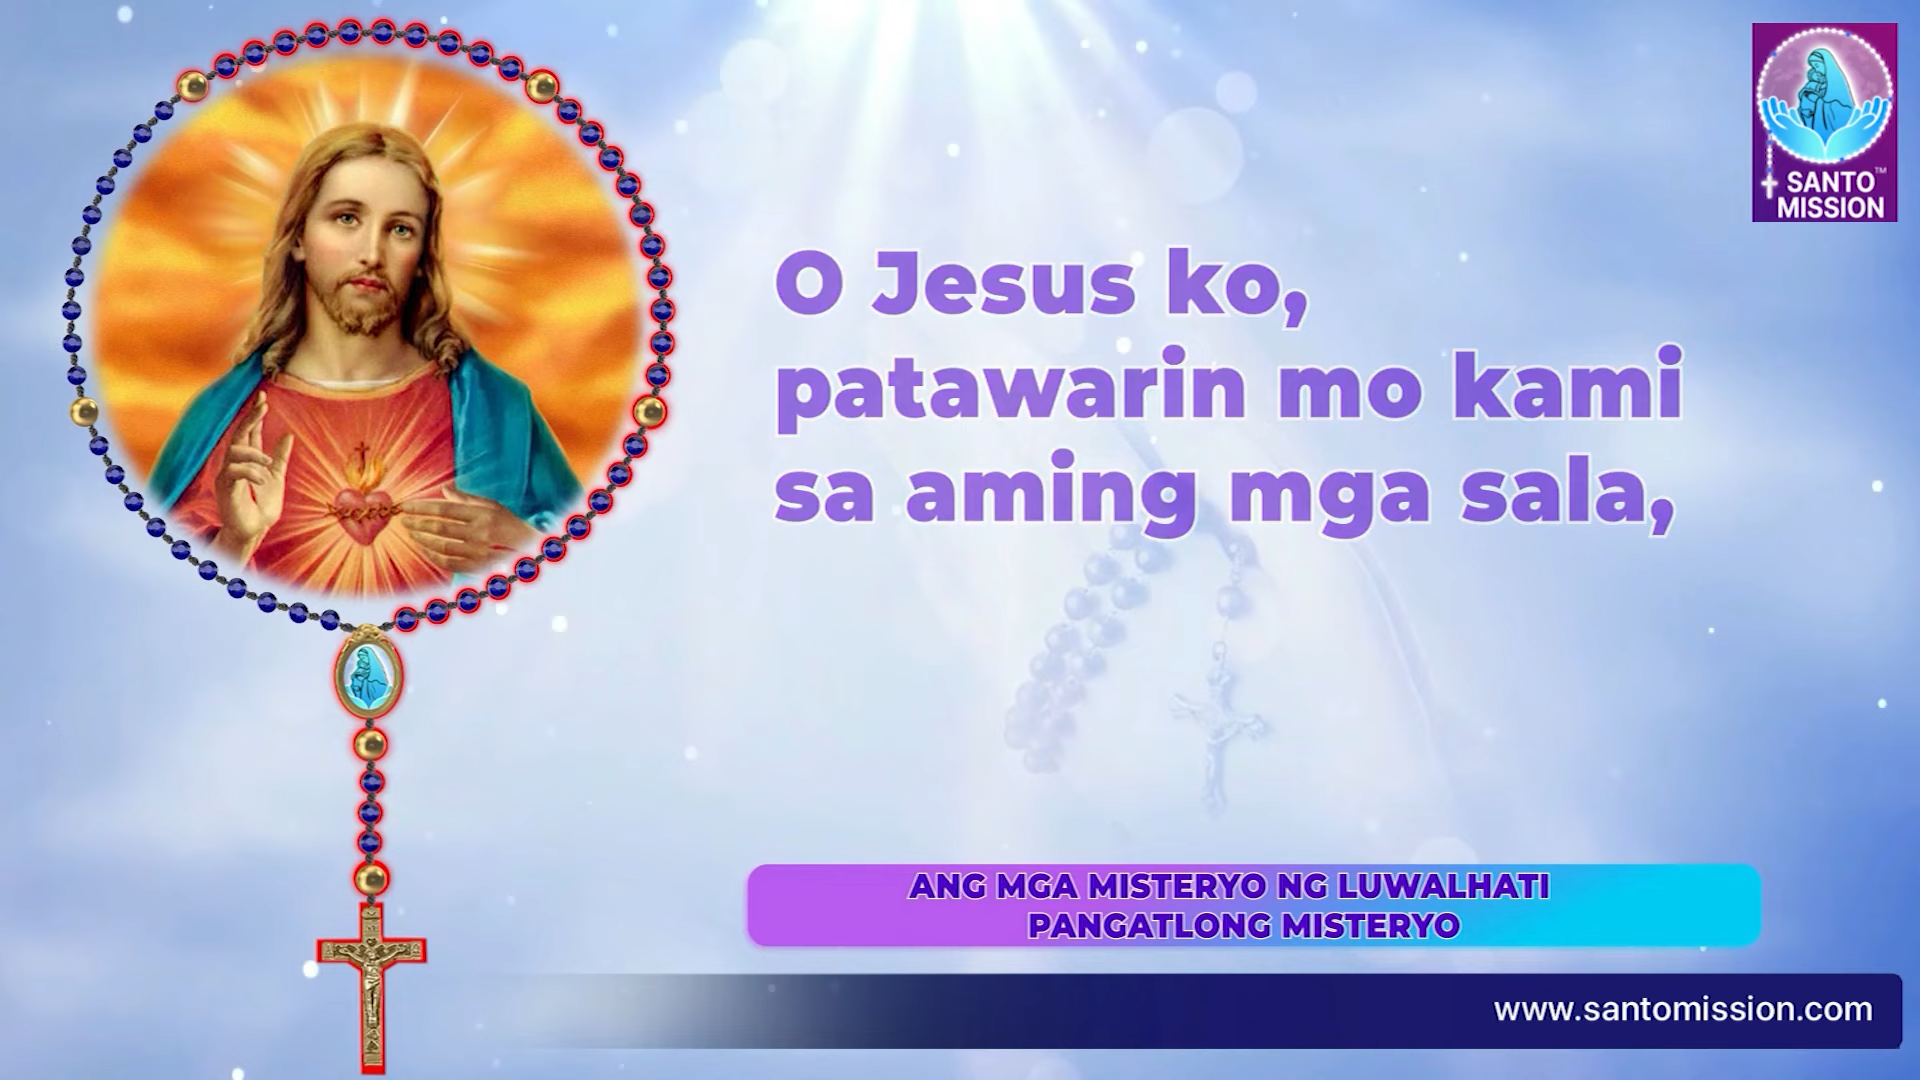 SANTO™
MISSION
O Jesus ko,
patawarin mo kami
sa aming mga sala,
ANG MGA MISTERYO NG LUWALHATI
PANGATLONG MISTERYO
www.santomission.com